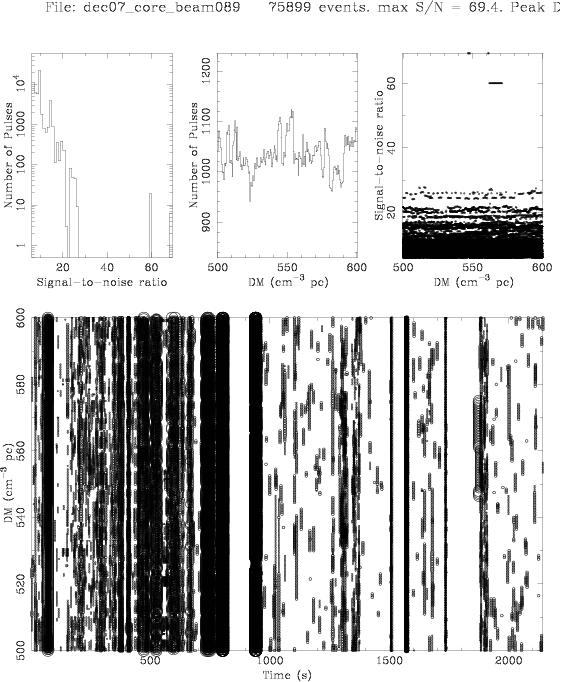 File: dec07_core_beam089 75899 events. max S/N = 69.4. Peak D
Number of Pulses
1 10 100 1000 10^4
20 40 60
Signal-to-noise ratio
Number of Pulses
900 1000 1100 1200
500 550 600
DM (cm^-3 pc)
Signal-to-noise ratio
20 40 60
500 550 600
DM (cm^-3 pc)
DM (cm^-3 pc)
500 520 540 560 580 600
500 1000 1500 2000
Time (s)